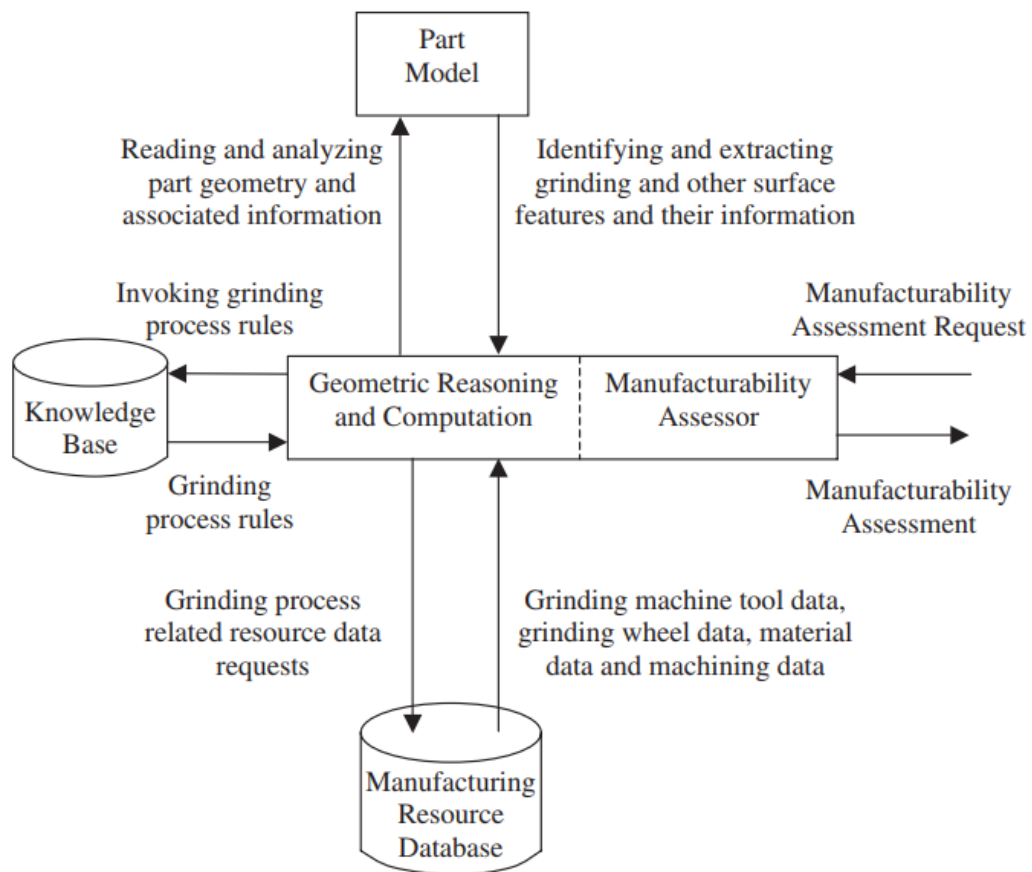 Part
Model
Reading and analyzing
part geometry and
associated information
Identifying and extracting
grinding and other surface
features and their information
Invoking grinding
process rules
Manufacturability
Assessment Request
Knowledge
Base
Geometric Reasoning
and Computation
Manufacturability
Assessor
Grinding
process rules
Manufacturability
Assessment
Grinding process
related resource data
requests
Grinding machine tool data,
grinding wheel data, material
data and machining data
Manufacturing
Resource
Database